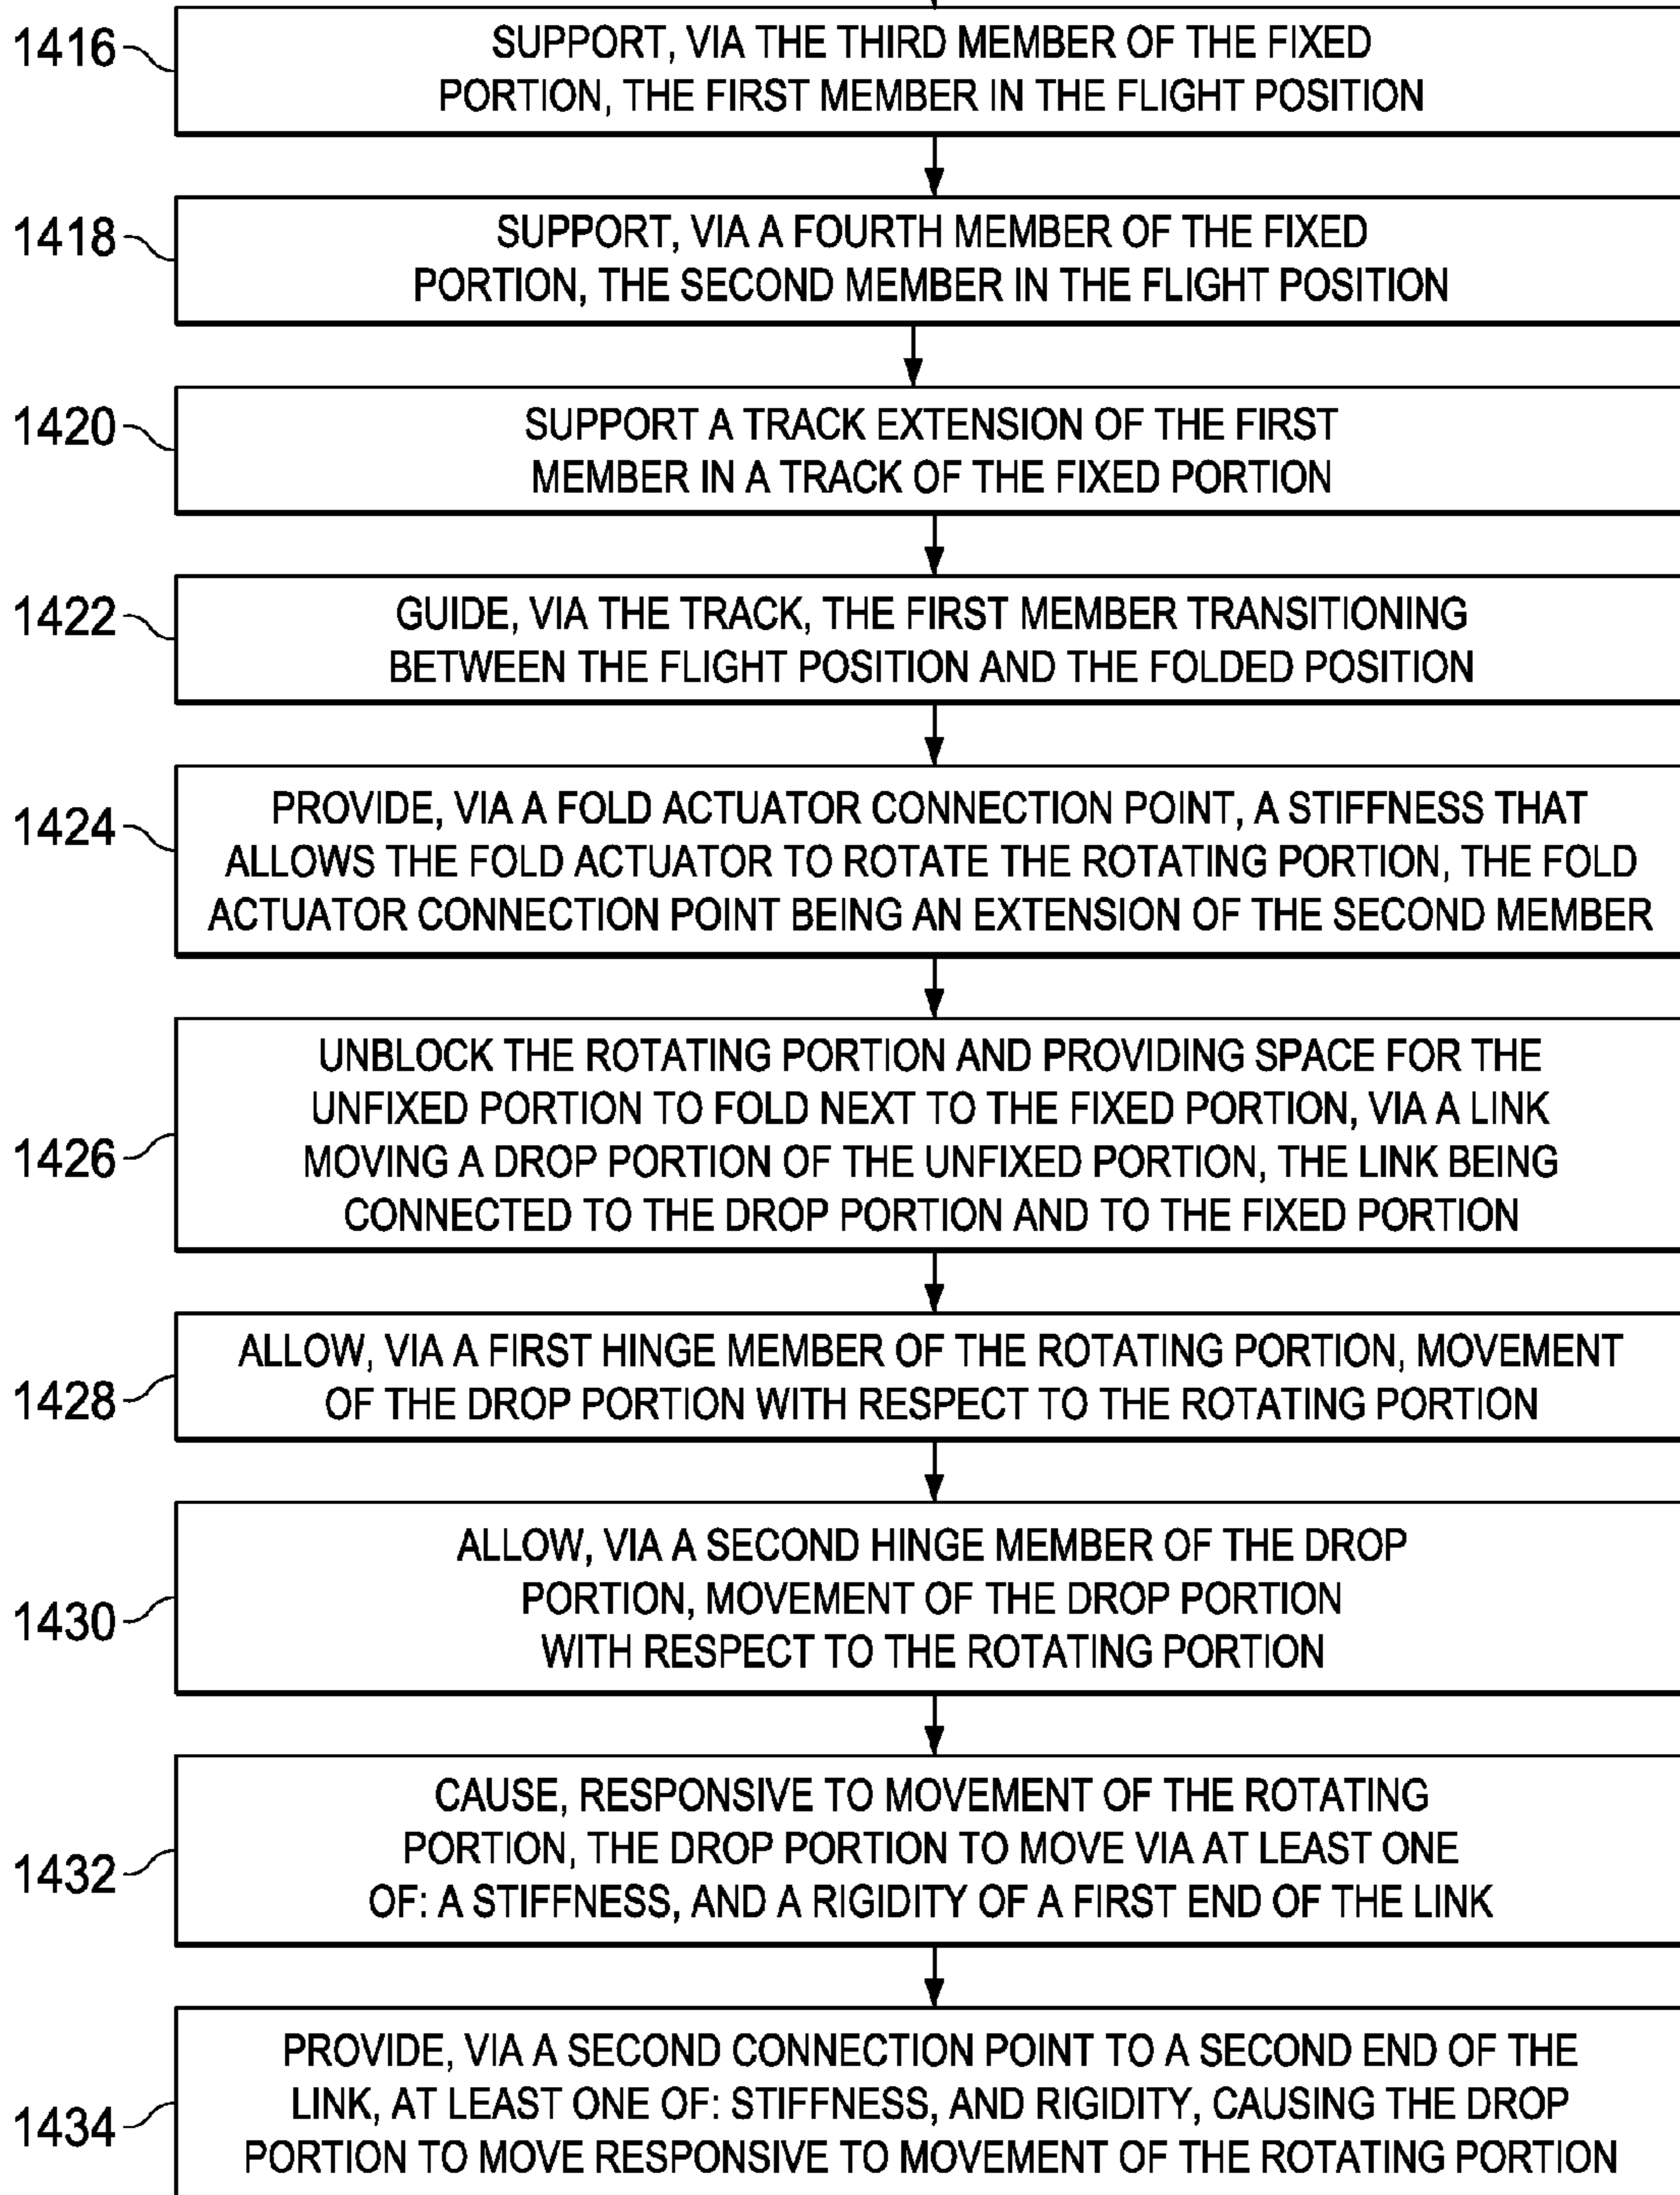 1416
SUPPORT, VIA THE THIRD MEMBER OF THE FIXED
PORTION, THE FIRST MEMBER IN THE FLIGHT POSITION
1418
SUPPORT, VIA A FOURTH MEMBER OF THE FIXED
PORTION, THE SECOND MEMBER IN THE FLIGHT POSITION
1420
SUPPORT A TRACK EXTENSION OF THE FIRST
MEMBER IN A TRACK OF THE FIXED PORTION
1422
GUIDE, VIA THE TRACK, THE FIRST MEMBER TRANSITIONING
BETWEEN THE FLIGHT POSITION AND THE FOLDED POSITION
1424
PROVIDE, VIA A FOLD ACTUATOR CONNECTION POINT, A STIFFNESS THAT
ALLOWS THE FOLD ACTUATOR TO ROTATE THE ROTATING PORTION, THE FOLD
ACTUATOR CONNECTION POINT BEING AN EXTENSION OF THE SECOND MEMBER
1426
UNBLOCK THE ROTATING PORTION AND PROVIDING SPACE FOR THE
UNFIXED PORTION TO FOLD NEXT TO THE FIXED PORTION, VIA A LINK
MOVING A DROP PORTION OF THE UNFIXED PORTION, THE LINK BEING
CONNECTED TO THE DROP PORTION AND TO THE FIXED PORTION
1428
ALLOW, VIA A FIRST HINGE MEMBER OF THE ROTATING PORTION, MOVEMENT
OF THE DROP PORTION WITH RESPECT TO THE ROTATING PORTION
1430
ALLOW, VIA A SECOND HINGE MEMBER OF THE DROP
PORTION, MOVEMENT OF THE DROP PORTION
WITH RESPECT TO THE ROTATING PORTION
1432
CAUSE, RESPONSIVE TO MOVEMENT OF THE ROTATING
PORTION, THE DROP PORTION TO MOVE VIA AT LEAST ONE
OF: A STIFFNESS, AND A RIGIDITY OF A FIRST END OF THE LINK
1434
PROVIDE, VIA A SECOND CONNECTION POINT TO A SECOND END OF THE
LINK, AT LEAST ONE OF: STIFFNESS, AND RIGIDITY, CAUSING THE DROP
PORTION TO MOVE RESPONSIVE TO MOVEMENT OF THE ROTATING PORTION